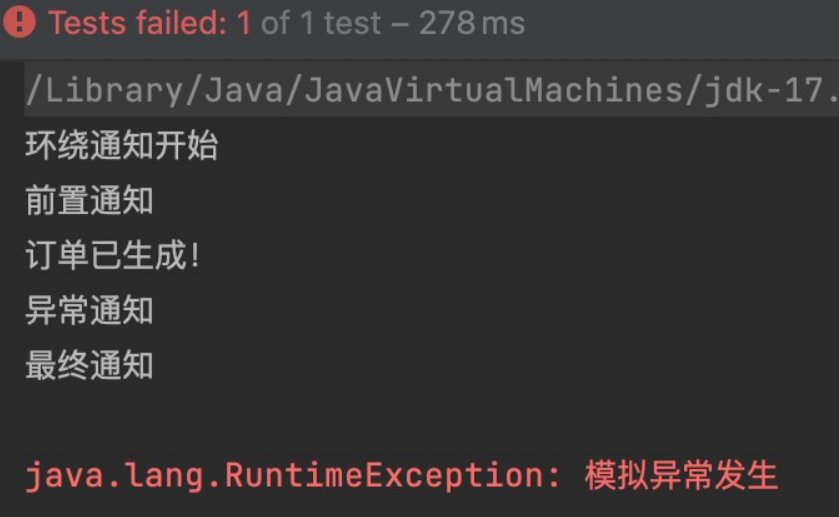 Tests failed: 1 of 1 test – 278 ms
/Library/Java/JavaVirtualMachines/jdk-17.
环绕通知开始
前置通知
订单已生成!
异常通知
最终通知
java.lang.RuntimeException: 模拟异常发生